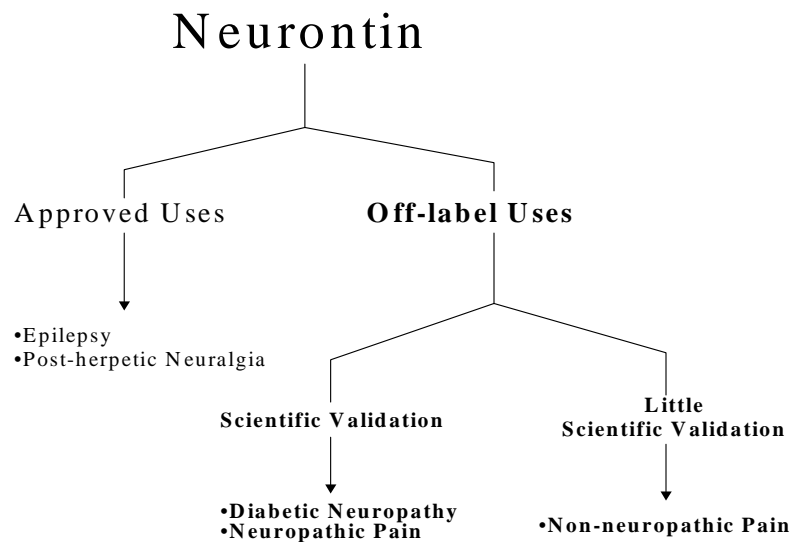 Neurontin
Approved Uses
Off-label Uses
•Epilepsy
•Post-herpetic Neuralgia
Scientific Validation
Little
Scientific Validation
•Diabetic Neuropathy
•Neuropathic Pain
•Non-neuropathic Pain